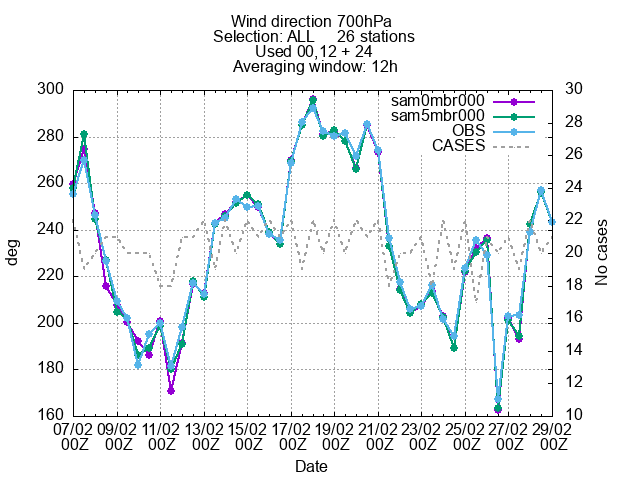 Wind direction 700hPa
Selection: ALL 26 stations
Used 00,12 + 24
Averaging window: 12h
sam0mbr000
sam5mbr000
OBS
CASES
300
280
260
240
220
200
180
160
deg
30
28
26
24
22
20
18
16
14
12
10
No cases
07/02 09/02 11/02 13/02 15/02 17/02 19/02 21/02 23/02 25/02 27/02 29/02
00Z 00Z 00Z 00Z 00Z 00Z 00Z 00Z 00Z 00Z 00Z 00Z
Date